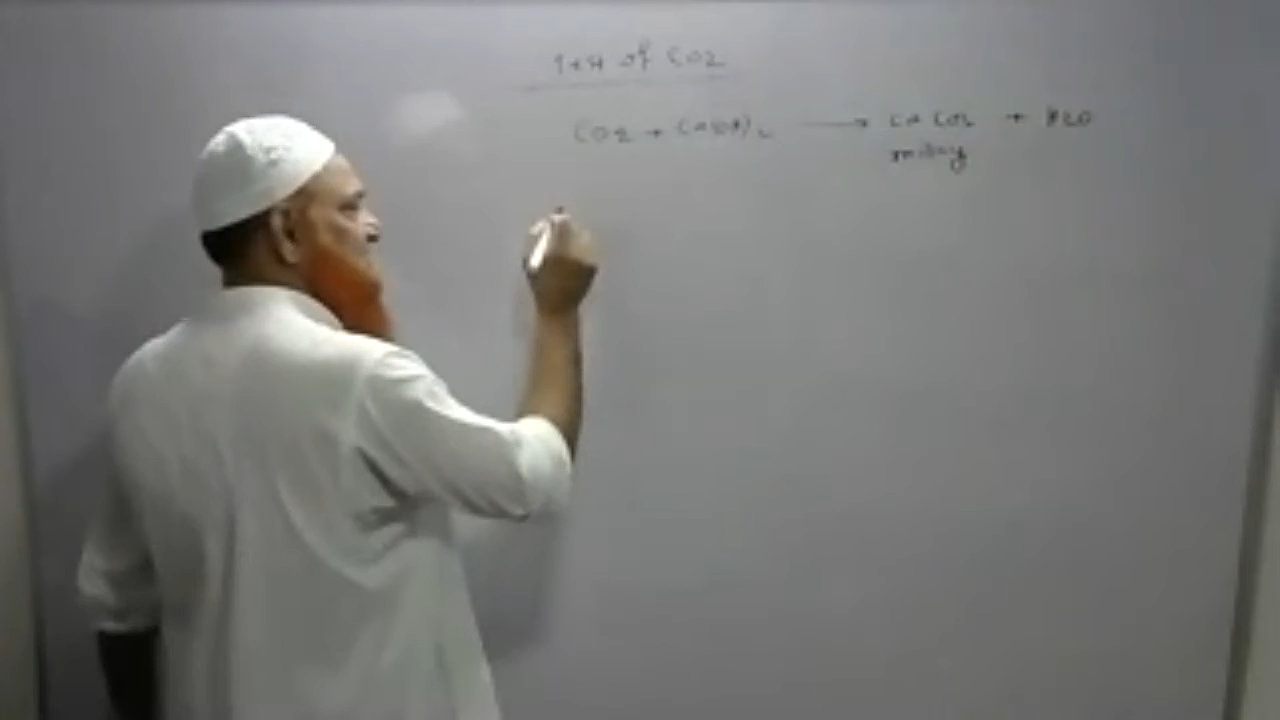 Test of CO2
CO2 + Ca(OH)2 → CaCO3 + H2O
milky